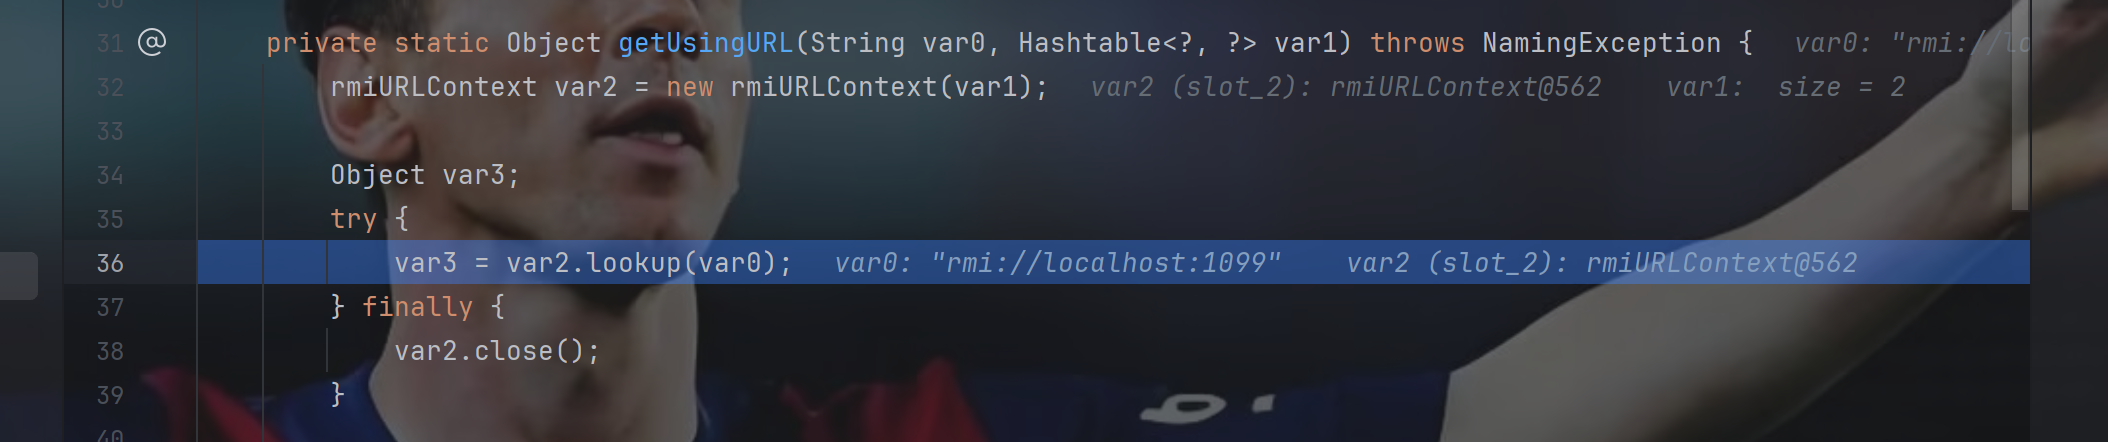 31 @ private static Object getUsingURL(String var0, Hashtable<?, ?> var1) throws NamingException { var0: "rmi://lo
32 rmiURLContext var2 = new rmiURLContext(var1); var2 (slot_2): rmiURLContext@562 var1: size = 2
33
34 Object var3;
35 try {
36 var3 = var2.lookup(var0); var0: "rmi://localhost:1099" var2 (slot_2): rmiURLContext@562
37 } finally {
38 var2.close();
39 }
40